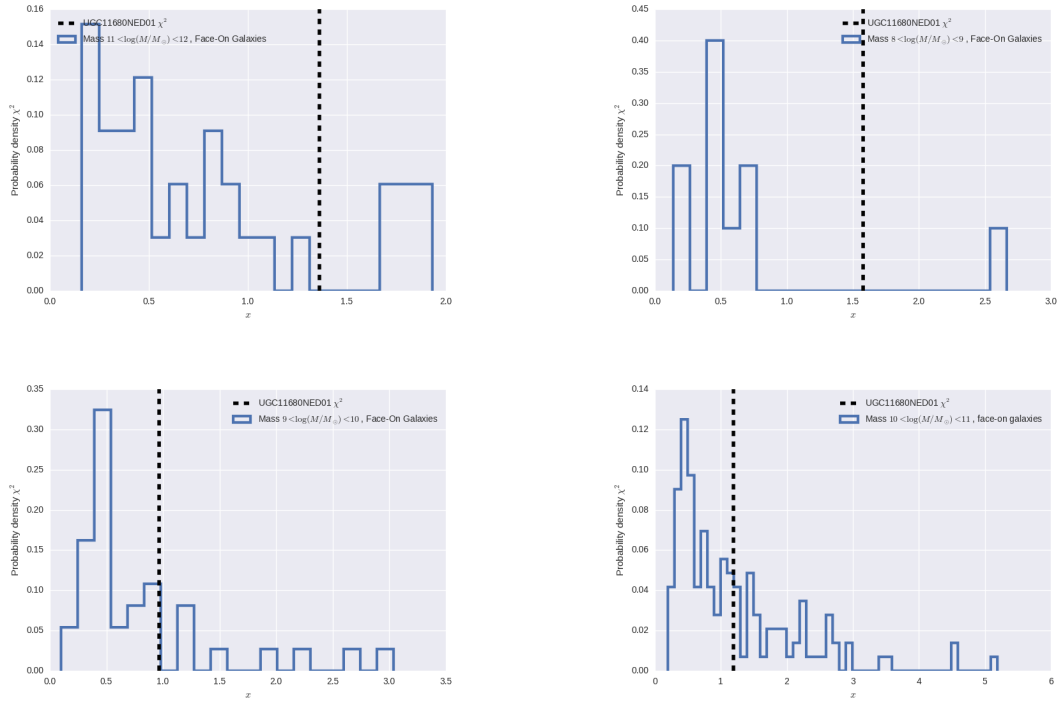 0.16
0.14
0.12
0.10
0.08
0.06
0.04
0.02
0.00
Probability density χ²
UGC11680NED01 χ²
Mass 11 <log(M/M⊙) <12 , Face-On Galaxies
0.0 0.5 1.0 1.5 2.0
x
0.45
0.40
0.35
0.30
0.25
0.20
0.15
0.10
0.05
0.00
Probability density χ²
UGC11680NED01 χ²
Mass 8 <log(M/M⊙) <9 , Face-On Galaxies
0.0 0.5 1.0 1.5 2.0 2.5 3.0
x
0.35
0.30
0.25
0.20
0.15
0.10
0.05
0.00
Probability density χ²
UGC11680NED01 χ²
Mass 9 <log(M/M⊙) <10 , Face-On Galaxies
0.0 0.5 1.0 1.5 2.0 2.5 3.0 3.5
x
0.14
0.12
0.10
0.08
0.06
0.04
0.02
0.00
Probability density χ²
UGC11680NED01 χ²
Mass 10 <log(M/M⊙) <11 , face-on galaxies
0 1 2 3 4 5 6
x